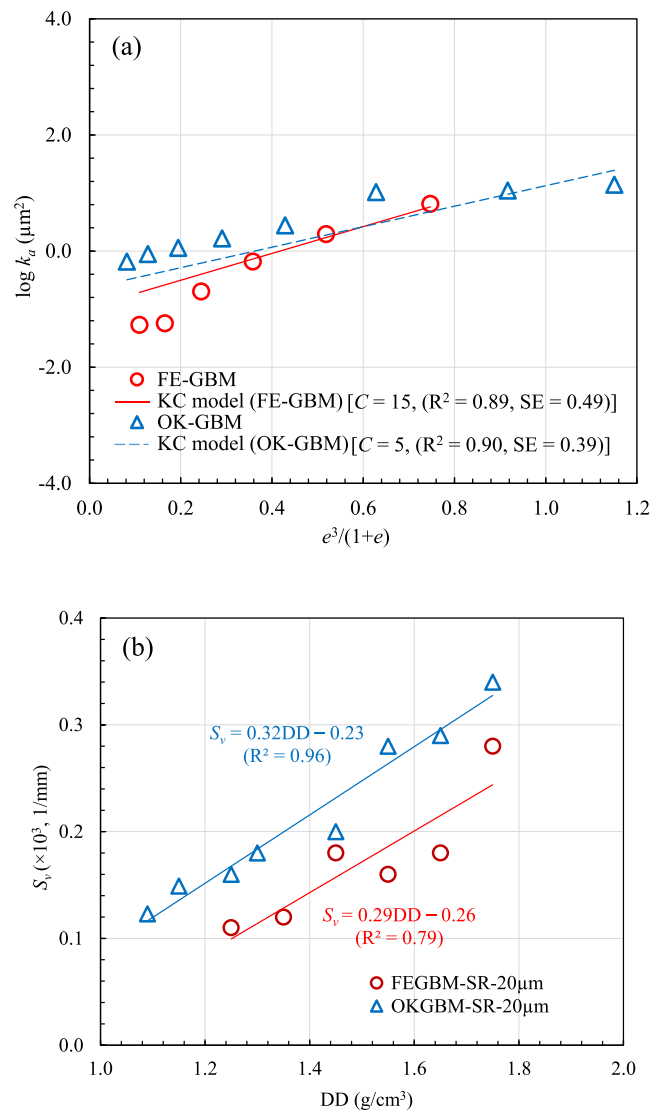 (a)
4.0
2.0
0.0
-2.0
-4.0
log kₐ (μm²)
FE-GBM
KC model (FE-GBM) [C = 15, (R² = 0.89, SE = 0.49)]
OK-GBM
KC model (OK-GBM) [C = 5, (R² = 0.90, SE = 0.39)]
0.0 0.2 0.4 0.6 0.8 1.0 1.2
e³/(1+e)
(b)
0.4
0.3
0.2
0.1
0.0
Sᵥ (×10³, 1/mm)
Sᵥ = 0.32DD − 0.23
(R² = 0.96)
Sᵥ = 0.29DD − 0.26
(R² = 0.79)
FEGBM-SR-20μm
OKGBM-SR-20μm
1.0 1.2 1.4 1.6 1.8 2.0
DD (g/cm³)